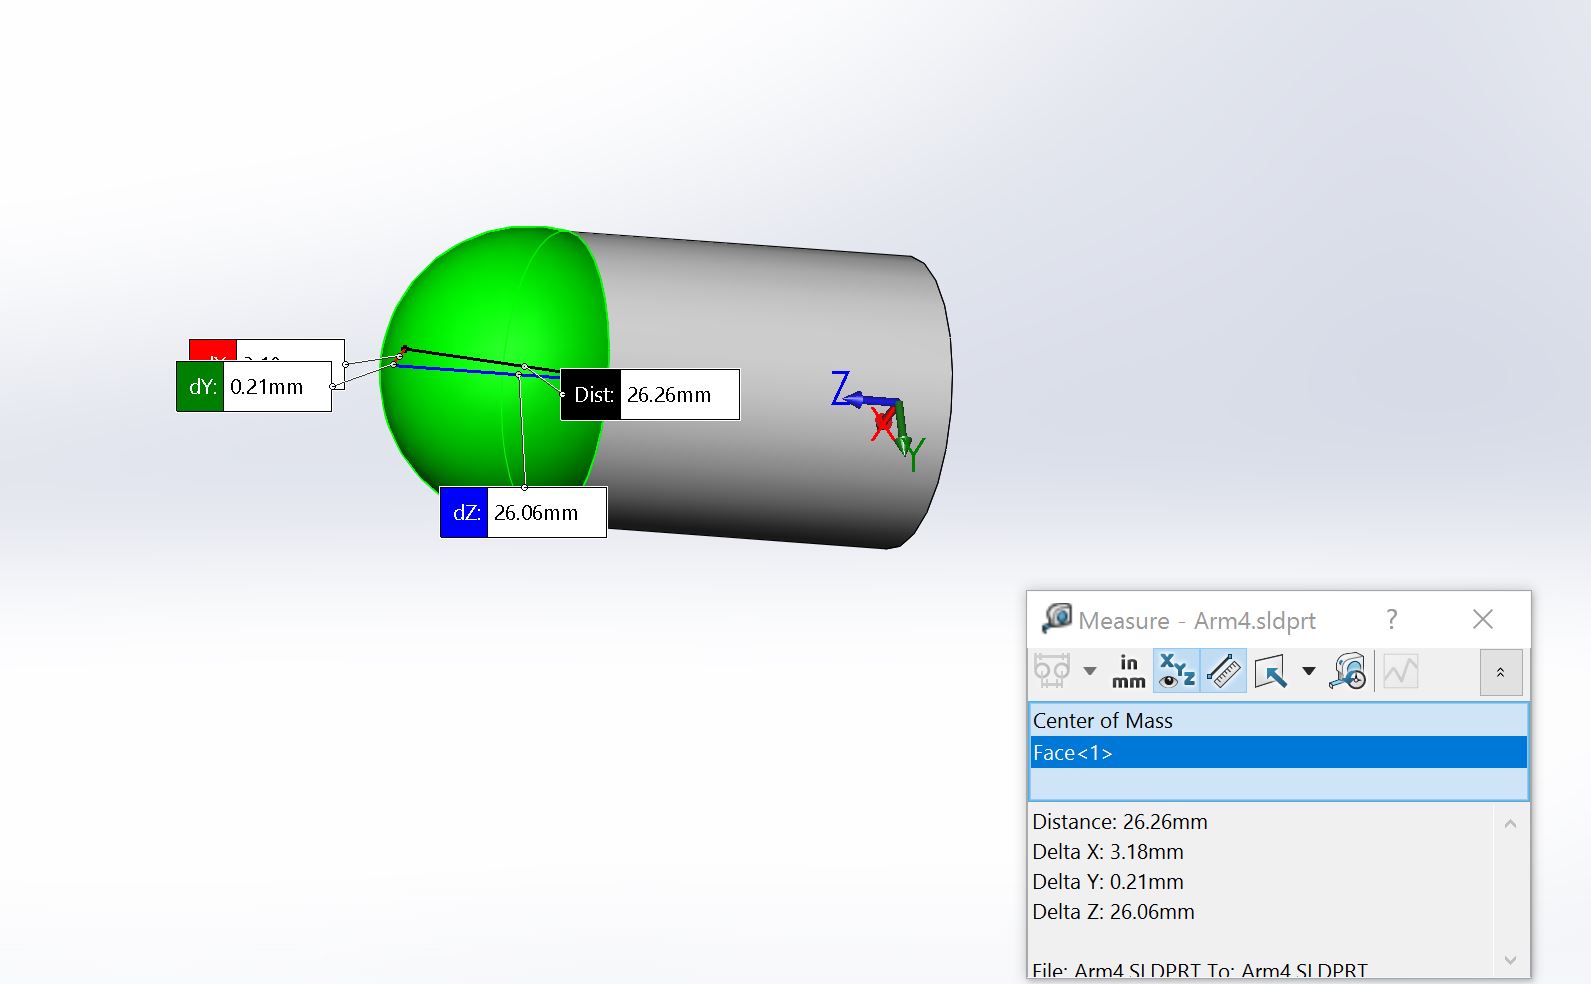 dY: 0.21mm
Z
Dist: 26.26mm
X
Y
dZ: 26.06mm
Measure - Arm4.sldprt ?
in
mm
XYZ
Center of Mass
Face<1>
Distance: 26.26mm
Delta X: 3.18mm
Delta Y: 0.21mm
Delta Z: 26.06mm
File: Arm4.SLDPRT To: Arm4.SLDPRT